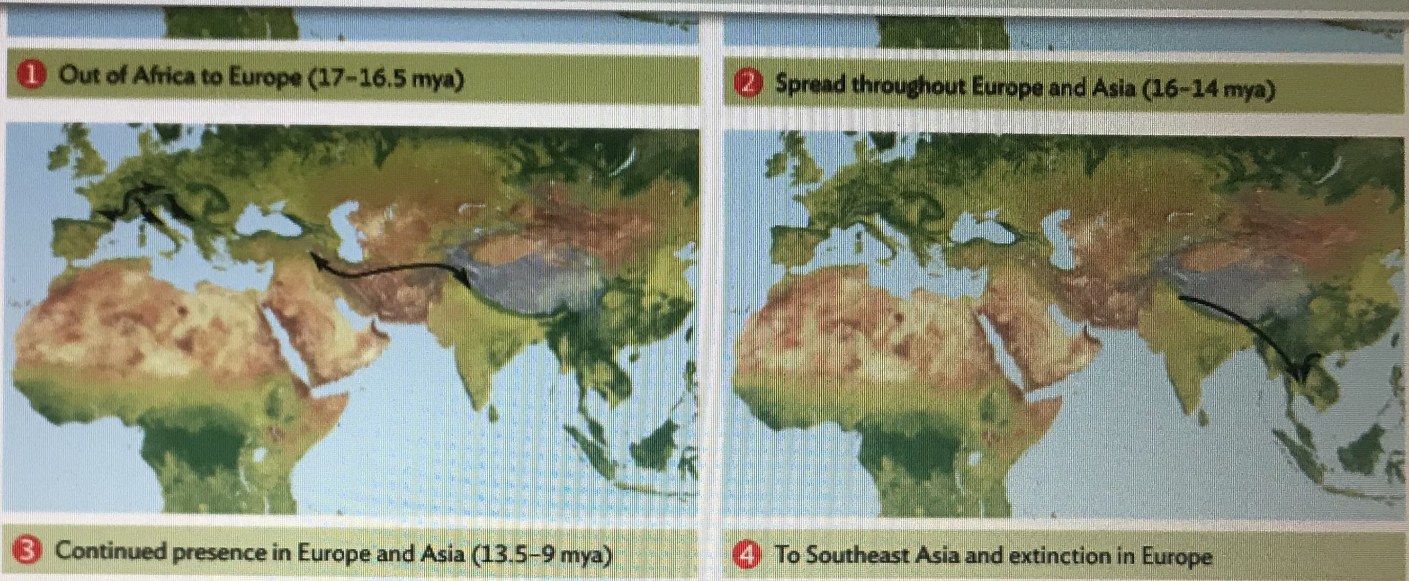 1 Out of Africa to Europe (17–16.5 mya)
2 Spread throughout Europe and Asia (16–14 mya)
3 Continued presence in Europe and Asia (13.5–9 mya)
4 To Southeast Asia and extinction in Europe